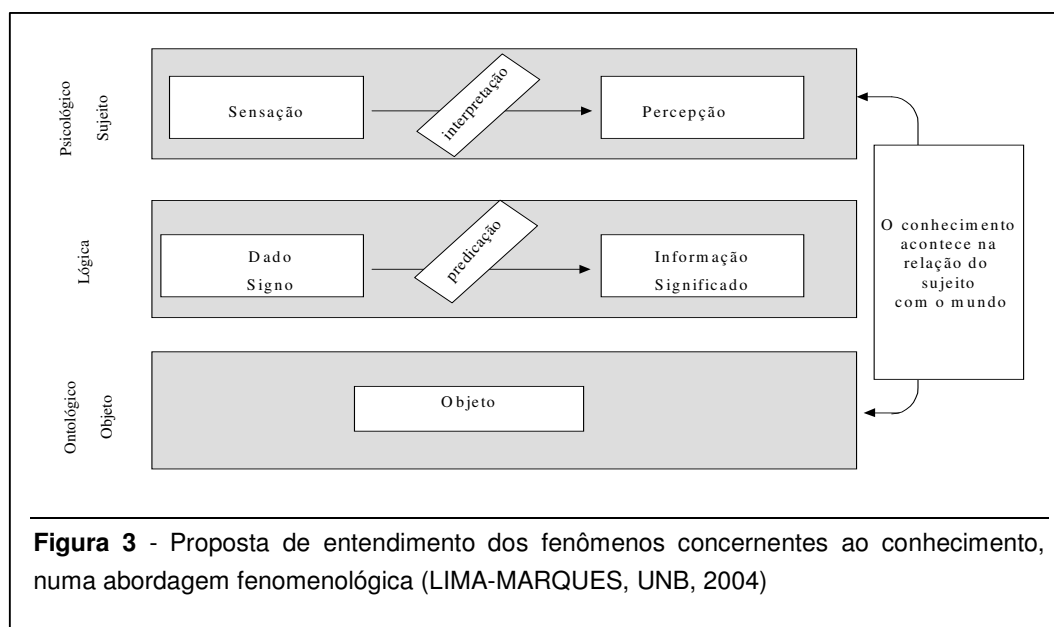 Psicológico
Sujeito
Sensação
interpretação
Percepção
Lógica
Dado
Signo
predicação
Informação
Significado
Ontológico
Objeto
Objeto
O conhecimento
acontece na
relação do
sujeito
com o mundo
Figura 3 - Proposta de entendimento dos fenômenos concernentes ao conhecimento,
numa abordagem fenomenológica (LIMA-MARQUES, UNB, 2004)